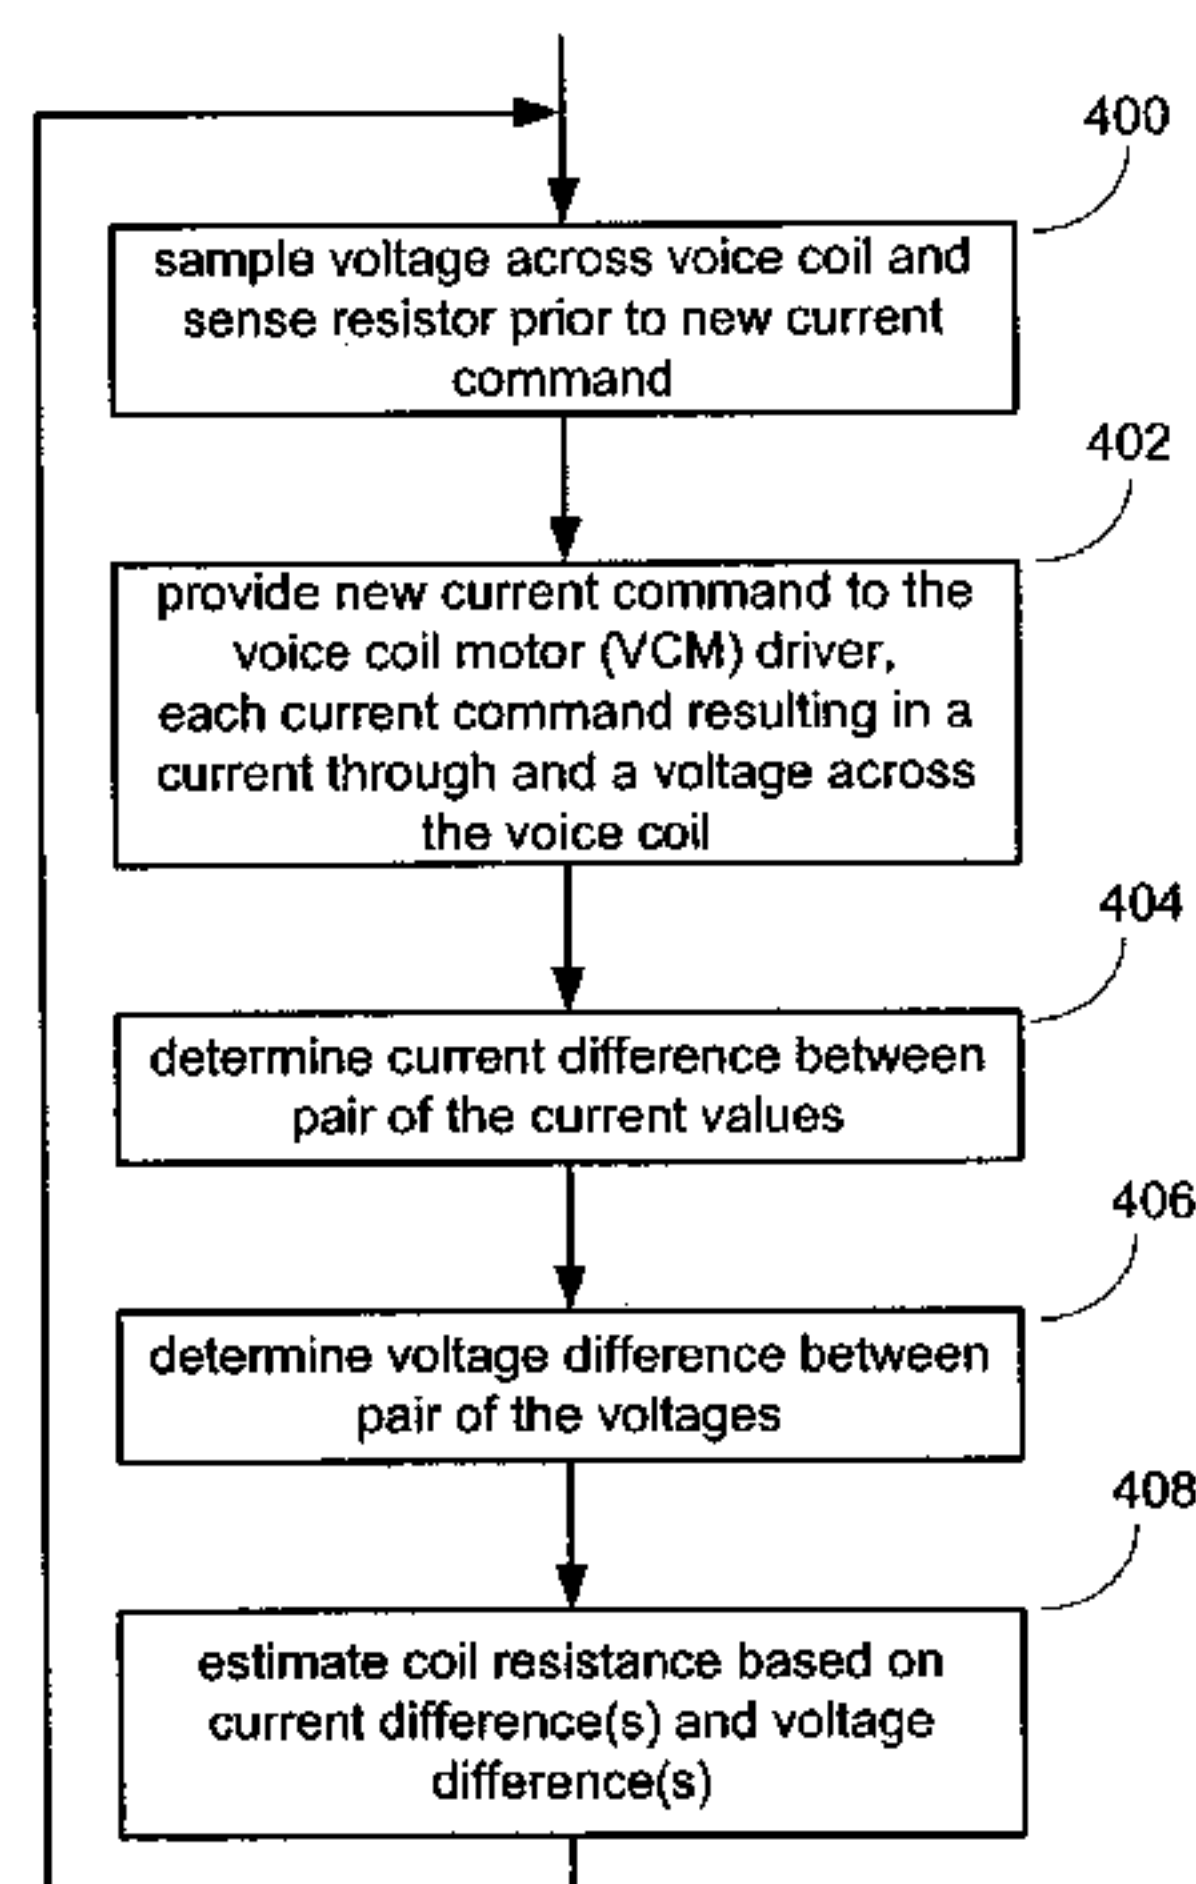 400
sample voltage across voice coil and
sense resistor prior to new current
command
402
provide new current command to the
voice coil motor (VCM) driver,
each current command resulting in a
current through and a voltage across
the voice coil
404
determine current difference between
pair of the current values
406
determine voltage difference between
pair of the voltages
408
estimate coil resistance based on
current difference(s) and voltage
difference(s)